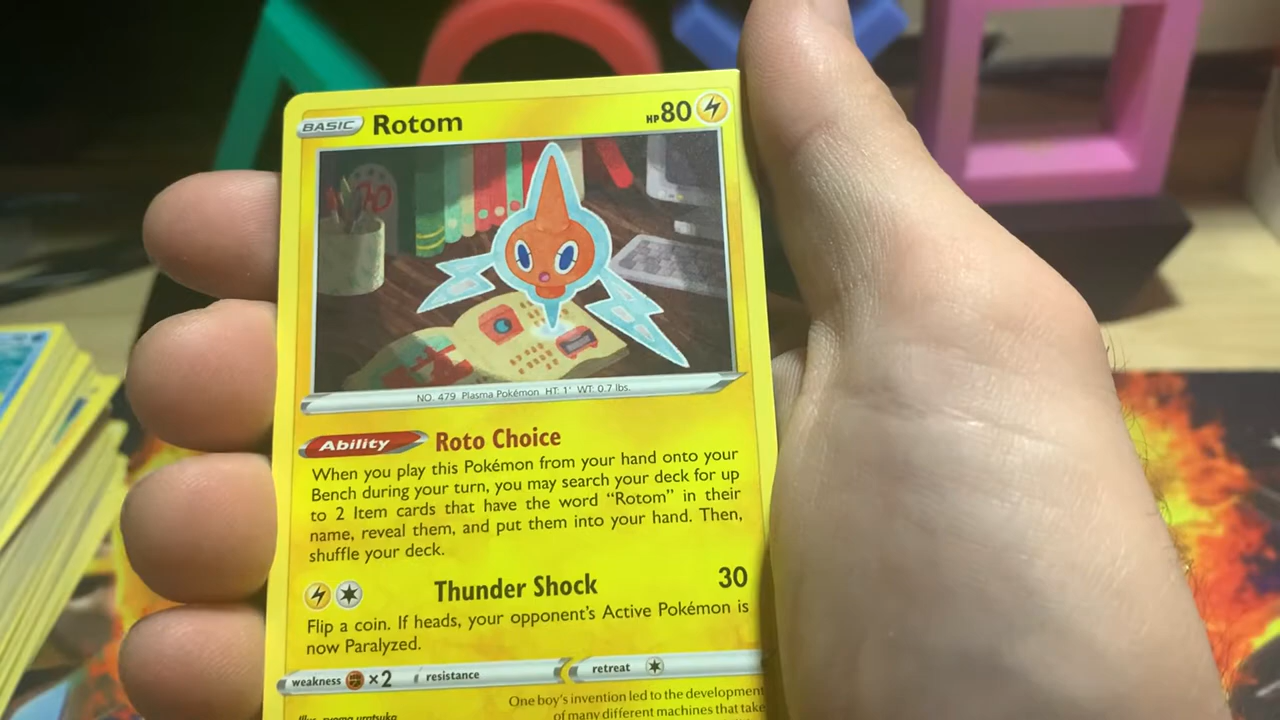 BASIC Rotom HP 80
NO. 479 Plasma Pokémon HT: 1' WT: 0.7 lbs.
Ability Roto Choice
When you play this Pokémon from your hand onto your
Bench during your turn, you may search your deck for up
to 2 Item cards that have the word “Rotom” in their
name, reveal them, and put them into your hand. Then,
shuffle your deck.
Thunder Shock 30
Flip a coin. If heads, your opponent's Active Pokémon is
now Paralyzed.
weakness ×2 resistance retreat
One boy's invention led to the development
Illus.
of many different machines that take